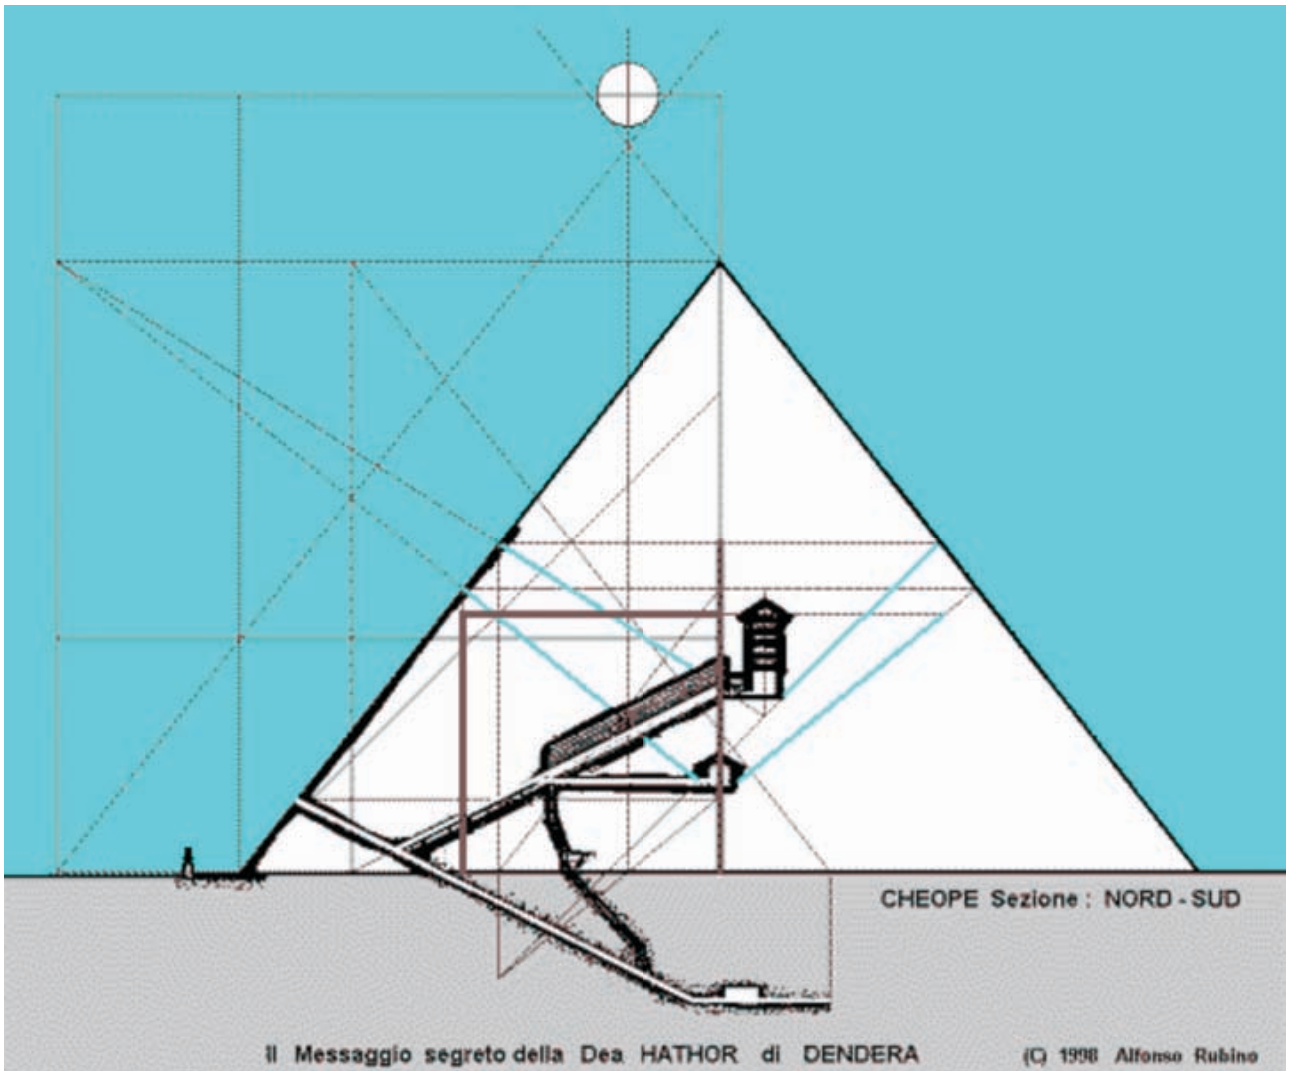 CHEOPE Sezione : NORD - SUD
Il Messaggio segreto della Dea HATHOR di DENDERA
(C) 1998 Alfonso Rubino